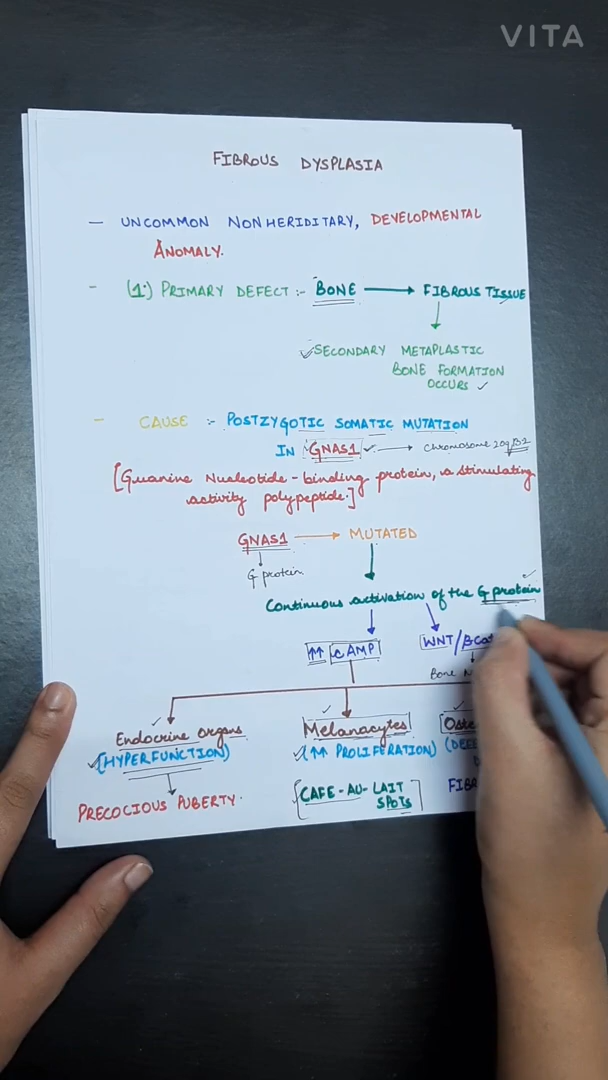 VITA
FIBROUS DYSPLASIA
- UNCOMMON NONHERIDITARY, DEVELOPMENTAL
ANOMALY.
- (1.) PRIMARY DEFECT :- BONE → FIBROUS TISSUE
SECONDARY METAPLASTIC
BONE FORMATION
OCCURS
- CAUSE :- POSTZYGOTIC SOMATIC MUTATION
IN GNAS1 → Chromosome 20q13.2
[Guanine Nucleotide-binding protein, α stimulating
activity polypeptide.]
GNAS1 → MUTATED
G protein
Continuous activation of the G protein
↑↑ cAMP WNT/
Bone
Endocrine organs Melanacytes
(HYPERFUNCTION) (↑↑ PROLIFERATION)
PRECOCIOUS PUBERTY. CAFE-AU-LAIT
SPOTS